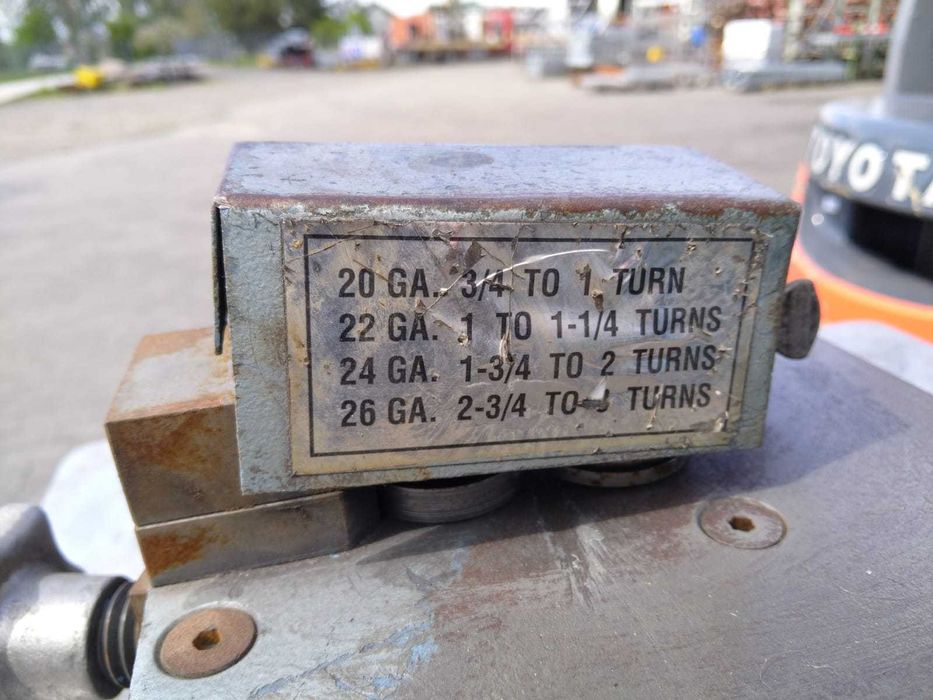 20 GA. 3/4 TO 1 TURN
22 GA. 1 TO 1-1/4 TURNS
24 GA. 1-3/4 TO 2 TURNS
26 GA. 2-3/4 TO TURNS
TOYOTA